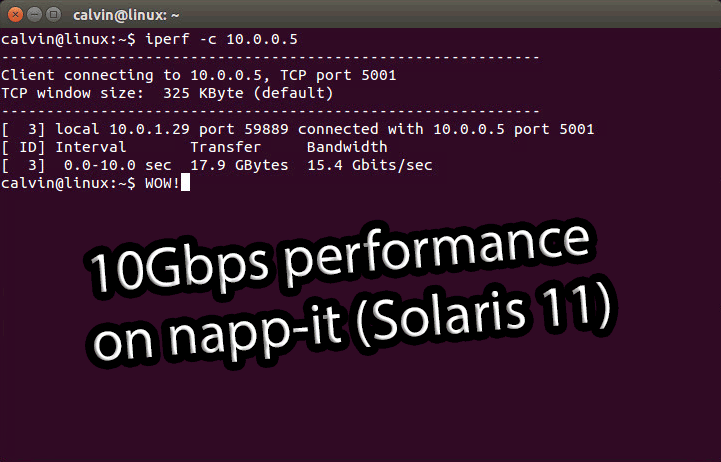 calvin@linux: ~
calvin@linux:~$ iperf -c 10.0.0.5
------------------------------------------------------------
Client connecting to 10.0.0.5, TCP port 5001
TCP window size:  325 KByte (default)
------------------------------------------------------------
[  3] local 10.0.1.29 port 59889 connected with 10.0.0.5 port 5001
[ ID] Interval       Transfer     Bandwidth
[  3]  0.0-10.0 sec  17.9 GBytes  15.4 Gbits/sec
calvin@linux:~$ WOW!
10Gbps performance
on napp-it (Solaris 11)